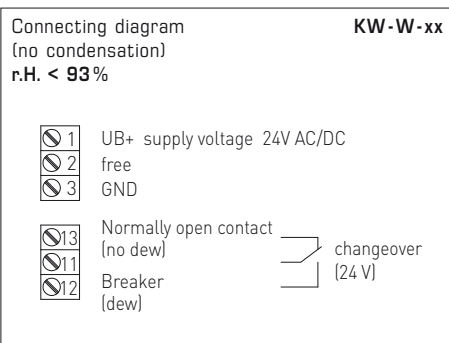 Connecting diagram KW-W-xx
(no condensation)
r.H. < 93%
1 UB+ supply voltage 24V AC/DC
2 free
3 GND
13 Normally open contact
(no dew)
11
12 Breaker
(dew)
changeover
(24 V)